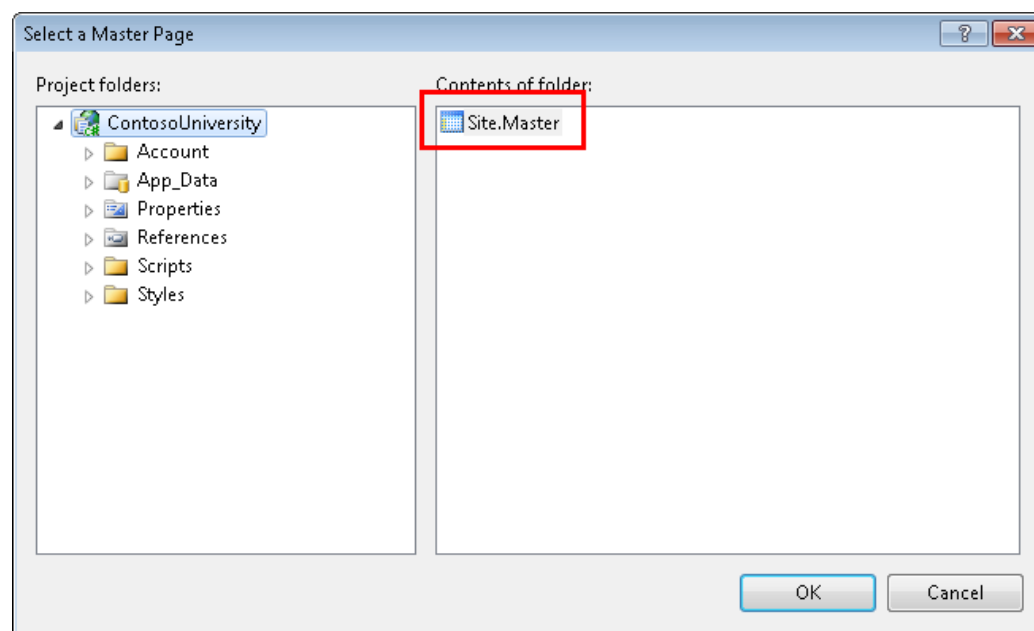 Select a Master Page
Project folders:
ContosoUniversity
Account
App_Data
Properties
References
Scripts
Styles
Contents of folder:
Site.Master
OK
Cancel